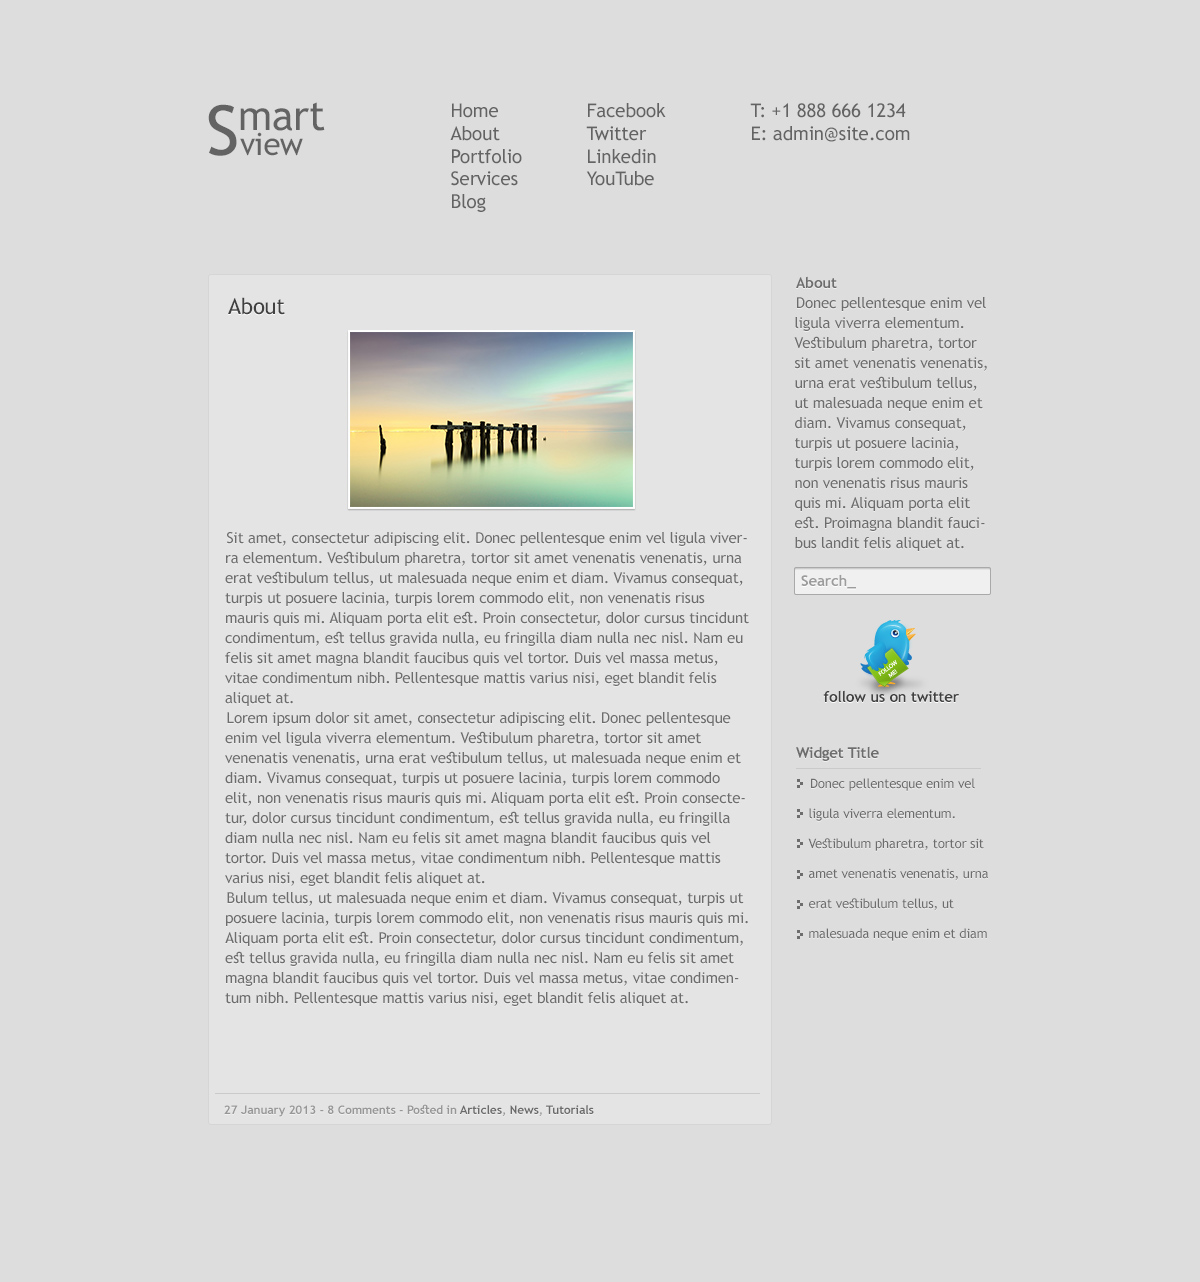 Smart
view
Home
About
Portfolio
Services
Blog
Facebook
Twitter
Linkedin
YouTube
T: +1 888 666 1234
E: admin@site.com
About
Sit amet, consectetur adipiscing elit. Donec pellentesque enim vel ligula viver-
ra elementum. Vestibulum pharetra, tortor sit amet venenatis venenatis, urna
erat vestibulum tellus, ut malesuada neque enim et diam. Vivamus consequat,
turpis ut posuere lacinia, turpis lorem commodo elit, non venenatis risus
mauris quis mi. Aliquam porta elit est. Proin consectetur, dolor cursus tincidunt
condimentum, est tellus gravida nulla, eu fringilla diam nulla nec nisl. Nam eu
felis sit amet magna blandit faucibus quis vel tortor. Duis vel massa metus,
vitae condimentum nibh. Pellentesque mattis varius nisi, eget blandit felis
aliquet at.
Lorem ipsum dolor sit amet, consectetur adipiscing elit. Donec pellentesque
enim vel ligula viverra elementum. Vestibulum pharetra, tortor sit amet
venenatis venenatis, urna erat vestibulum tellus, ut malesuada neque enim et
diam. Vivamus consequat, turpis ut posuere lacinia, turpis lorem commodo
elit, non venenatis risus mauris quis mi. Aliquam porta elit est. Proin consecte-
tur, dolor cursus tincidunt condimentum, est tellus gravida nulla, eu fringilla
diam nulla nec nisl. Nam eu felis sit amet magna blandit faucibus quis vel
tortor. Duis vel massa metus, vitae condimentum nibh. Pellentesque mattis
varius nisi, eget blandit felis aliquet at.
Bulum tellus, ut malesuada neque enim et diam. Vivamus consequat, turpis ut
posuere lacinia, turpis lorem commodo elit, non venenatis risus mauris quis mi.
Aliquam porta elit est. Proin consectetur, dolor cursus tincidunt condimentum,
est tellus gravida nulla, eu fringilla diam nulla nec nisl. Nam eu felis sit amet
magna blandit faucibus quis vel tortor. Duis vel massa metus, vitae condimen-
tum nibh. Pellentesque mattis varius nisi, eget blandit felis aliquet at.
27 January 2013 - 8 Comments - Posted in Articles, News, Tutorials
About
Donec pellentesque enim vel
ligula viverra elementum.
Vestibulum pharetra, tortor
sit amet venenatis venenatis,
urna erat vestibulum tellus,
ut malesuada neque enim et
diam. Vivamus consequat,
turpis ut posuere lacinia,
turpis lorem commodo elit,
non venenatis risus mauris
quis mi. Aliquam porta elit
est. Proimagna blandit fauci-
bus landit felis aliquet at.
Search_
FOLLOW
ME!
follow us on twitter
Widget Title
Donec pellentesque enim vel
ligula viverra elementum.
Vestibulum pharetra, tortor sit
amet venenatis venenatis, urna
erat vestibulum tellus, ut
malesuada neque enim et diam